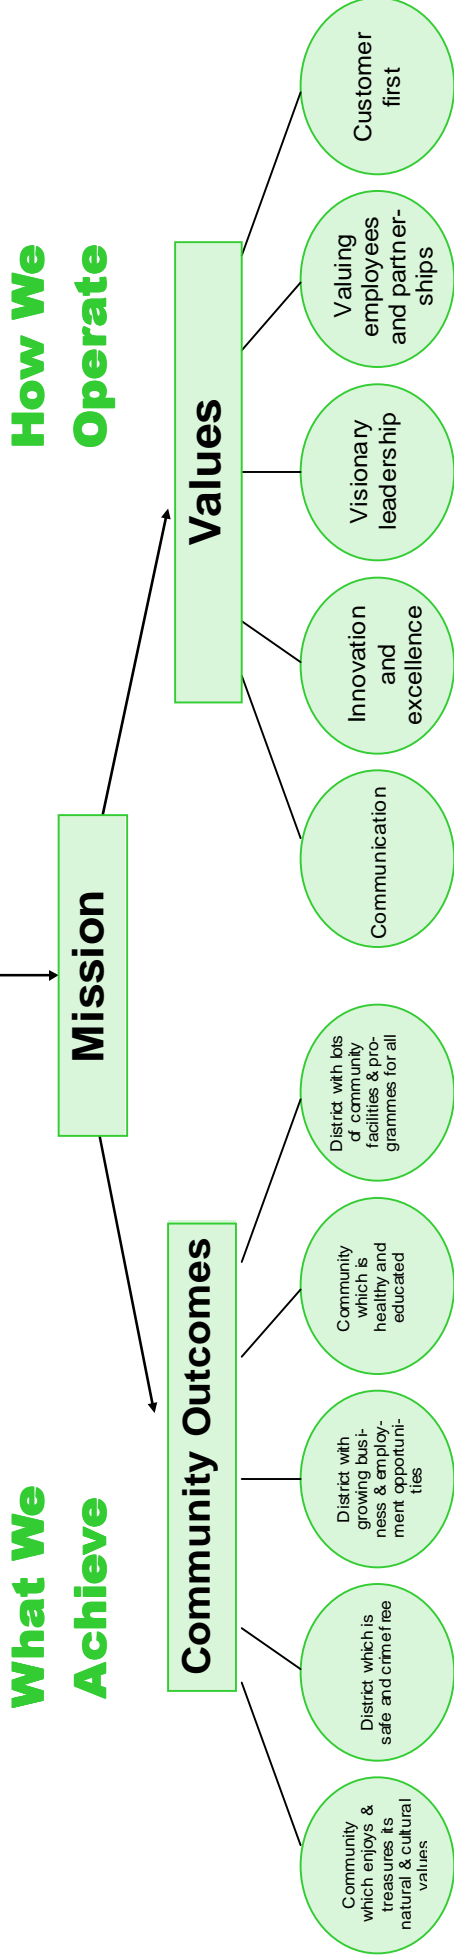 What We
Achieve
How We
Operate
Mission
Community Outcomes
Values
Community
which enjoys &
treasures its
natural & cultural
values
District which is
safe and crime free
District with
growing busi-
ness & employ-
ment opportuni-
ties
Community
which is
healthy and
educated
District with lots
of community
facilities & pro-
grammes for all
Communication
Innovation
and
excellence
Visionary
leadership
Valuing
employees
and partner-
ships
Customer
first